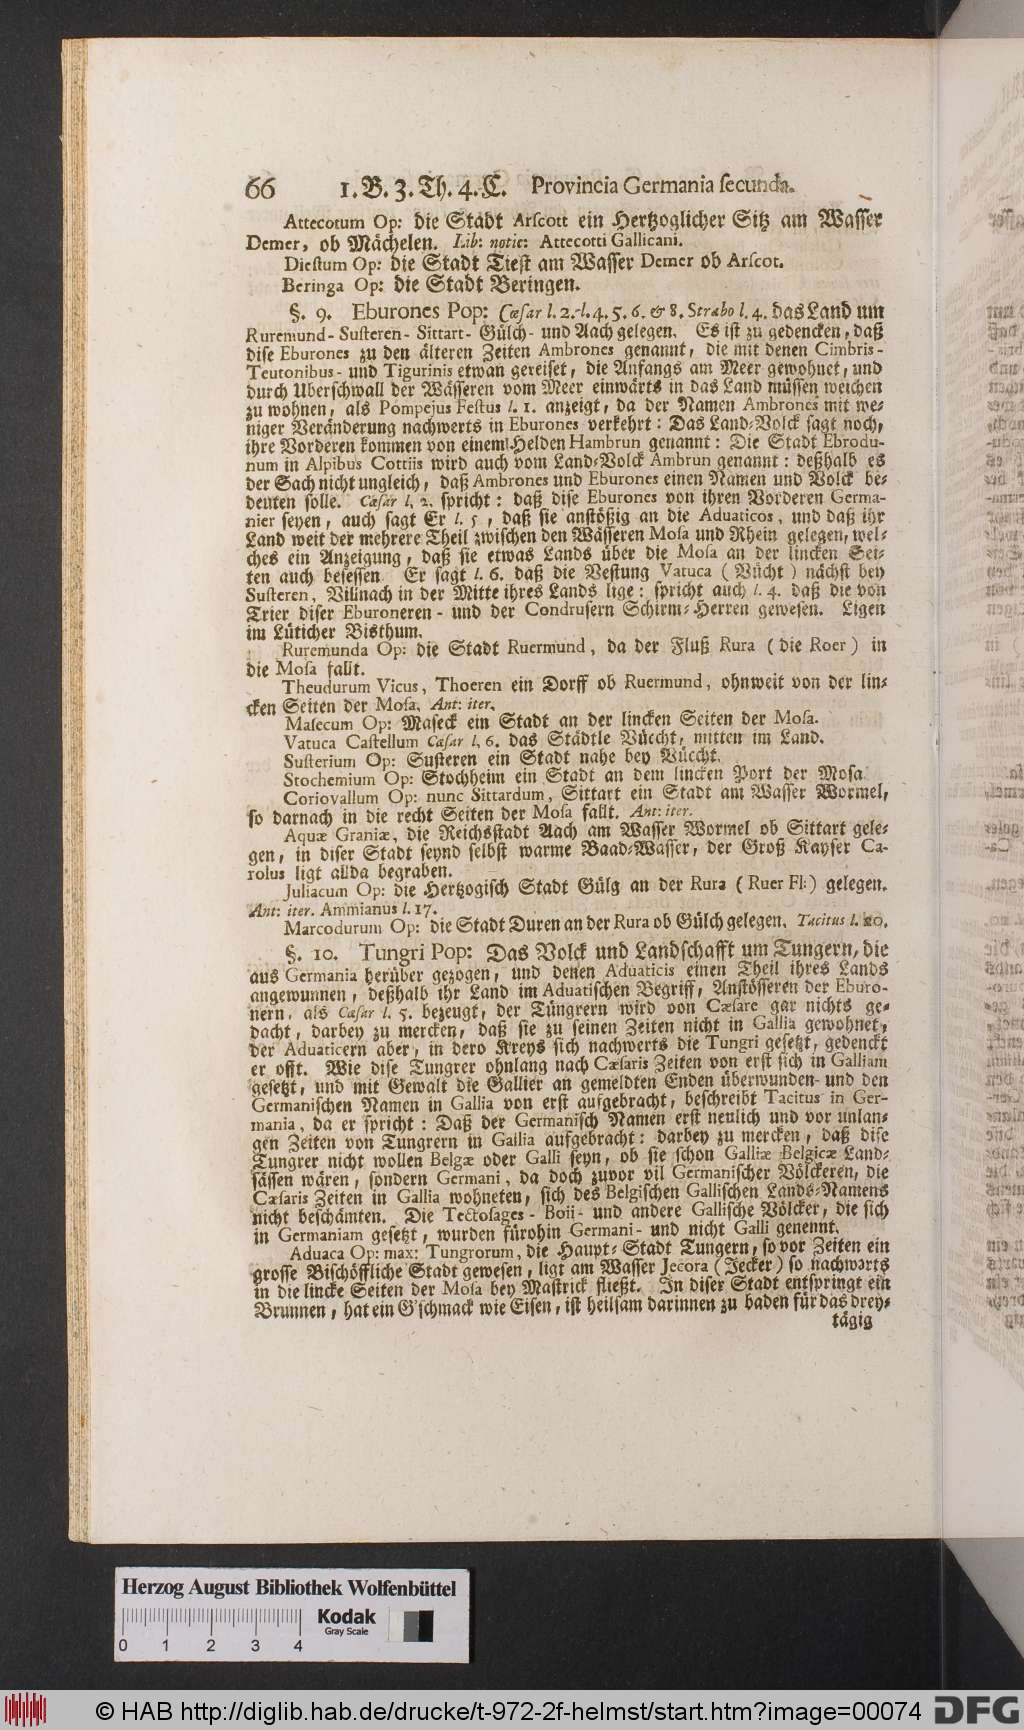 66 1. B. 3. Th. 4. C. Provincia Germania secunda.
Attecotum Op: die Stadt Arscott ein Hertzoglicher Sitz am Wasser
Demer, ob Mächelen. Lib: notic: Attecotti Gallicani.
Diestum Op: die Stadt Tiest am Wasser Demer ob Arscot.
Beringa Op: die Stadt Beringen.
§. 9. Eburones Pop: Cæsar l. 2.-l. 4. 5. 6. & 8. Strabo l. 4. das Land um
Ruremund- Susteren- Sittart- Gülch- und Aach gelegen. Es ist zu gedencken, daß
dise Eburones zu den älteren Zeiten Ambrones genannt, die mit denen Cimbris-
Teutonibus- und Tigurinis etwan gereiset, die Anfangs am Meer gewohnet, und
durch Uberschwall der Wässeren vom Meer einwärts in das Land müssen weichen
zu wohnen, als Pompejus Festus l. 1. anzeigt, da der Namen Ambrones mit we-
niger Veränderung nachwerts in Eburones verkehrt: Das Land-Volck sagt noch,
ihre Vorderen kommen von einem Helden Hambrun genannt: Die Stadt Ebrodu-
num in Alpibus Cottiis wird auch vom Land-Volck Ambrun genannt: deßhalb es
der Sach nicht ungleich, daß Ambrones und Eburones einen Namen und Volck be-
deuten solle. Cæsar l. 2. spricht: daß dise Eburones von ihren Vorderen Germa-
nier seyen, auch sagt Er l. 5, daß sie anstößig an die Aduaticos, und daß ihr
Land weit der mehrere Theil zwischen den Wässeren Mosa und Rhein gelegen, wel-
ches ein Anzeigung, daß sie etwas Lands über die Mosa an der lincken Sei-
ten auch besessen Er sagt l. 6. daß die Vestung Vatuca (Vücht) nächst bey
Susteren, Vilinach in der Mitte ihres Lands lige: spricht auch l. 4. daß die von
Trier diser Eburoneren- und der Condrusern Schirm-Herren gewesen. Ligen
im Lüticher Bisthum.
Ruremunda Op: die Stadt Ruermund, da der Fluß Rura (die Roer) in
die Mosa fallt.
Theudurum Vicus, Thoeren ein Dorff ob Ruermund, ohnweit von der lin-
cken Seiten der Mosa. Ant: iter.
Masecum Op: Maseck ein Stadt an der lincken Seiten der Mosa.
Vatuca Castellum Cæsar l. 6. das Städtle Vüccht, mitten im Land.
Susterium Op: Susteren ein Stadt nahe bey Vüccht.
Stochemium Op: Stochheim ein Stadt an dem lincken Port der Mosa
Coriovallum Op: nunc Sittardum, Sittart ein Stadt am Wasser Wormel,
so darnach in die recht Seiten der Mosa fallt. Ant: iter.
Aquæ Graniæ, die Reichsstadt Aach am Wasser Wormel ob Sittart gele-
gen, in diser Stadt seynd selbst warme Baad-Wasser, der Groß Kayser Ca-
rolus ligt allda begraben.
Juliacum Op: die Hertzogisch Stadt Gülg an der Rura (Ruer Fl:) gelegen.
Ant: iter. Ammianus l. 17.
Marcodurum Op: die Stadt Duren an der Rura ob Gülch gelegen. Tacitus l. 20.
§. 10. Tungri Pop: Das Volck und Landschafft um Tungern, die
aus Germania herüber gezogen, und denen Aduaticis einen Theil ihres Lands
angewunnen, deßhalb ihr Land im Aduatischen Begriff, Anstösseren der Eburo-
nern, als Cæsar l. 5. bezeugt, der Tüngrern wird von Cæsare gar nichts ge-
dacht, darbey zu mercken, daß sie zu seinen Zeiten nicht in Gallia gewohnet,
der Aduaticern aber, in dero Kreys sich nachwerts die Tungri gesetzt, gedenckt
er offt. Wie dise Tungrer ohnlang nach Cæsaris Zeiten von erst sich in Galliam
gesetzt, und mit Gewalt die Gallier an gemeldten Enden überwunden- und den
Germanischen Namen in Gallia von erst aufgebracht, beschreibt Tacitus in Ger-
mania, da er spricht: Daß der Germanisch Namen erst neulich und vor unlan-
gen Zeiten von Tungrern in Gallia aufgebracht: darbey zu mercken, daß dise
Tungrer nicht wollen Belgæ oder Galli seyn, ob sie schon Galliæ Belgicæ Land-
sässen wären, sondern Germani, da doch zuvor vil Germanischer Völckeren, die
Cæsaris Zeiten in Gallia wohneten, sich des Belgischen Gallischen Lands-Namens
nicht beschämten. Die Tectosages- Boii- und andere Gallische Völcker, die sich
in Germaniam gesetzt, wurden fürohin Germani- und nicht Galli genennt.
Aduaca Op: max: Tungrorum, die Haupt-Stadt Tungern, so vor Zeiten ein
grosse Bischöffliche Stadt gewesen, ligt am Wasser Jecora (Jecker) so nachwerts
in die lincke Seiten der Mosa bey Mastrick fließt. In diser Stadt entspringt ein
Brunnen, hat ein G'schmack wie Eisen, ist heilsam darinnen zu baden für das drey-
tägig
Herzog August Bibliothek Wolfenbüttel
Kodak
Gray Scale
0 1 2 3 4
© HAB http://diglib.hab.de/drucke/t-972-2f-helmst/start.htm?image=00074
DFG